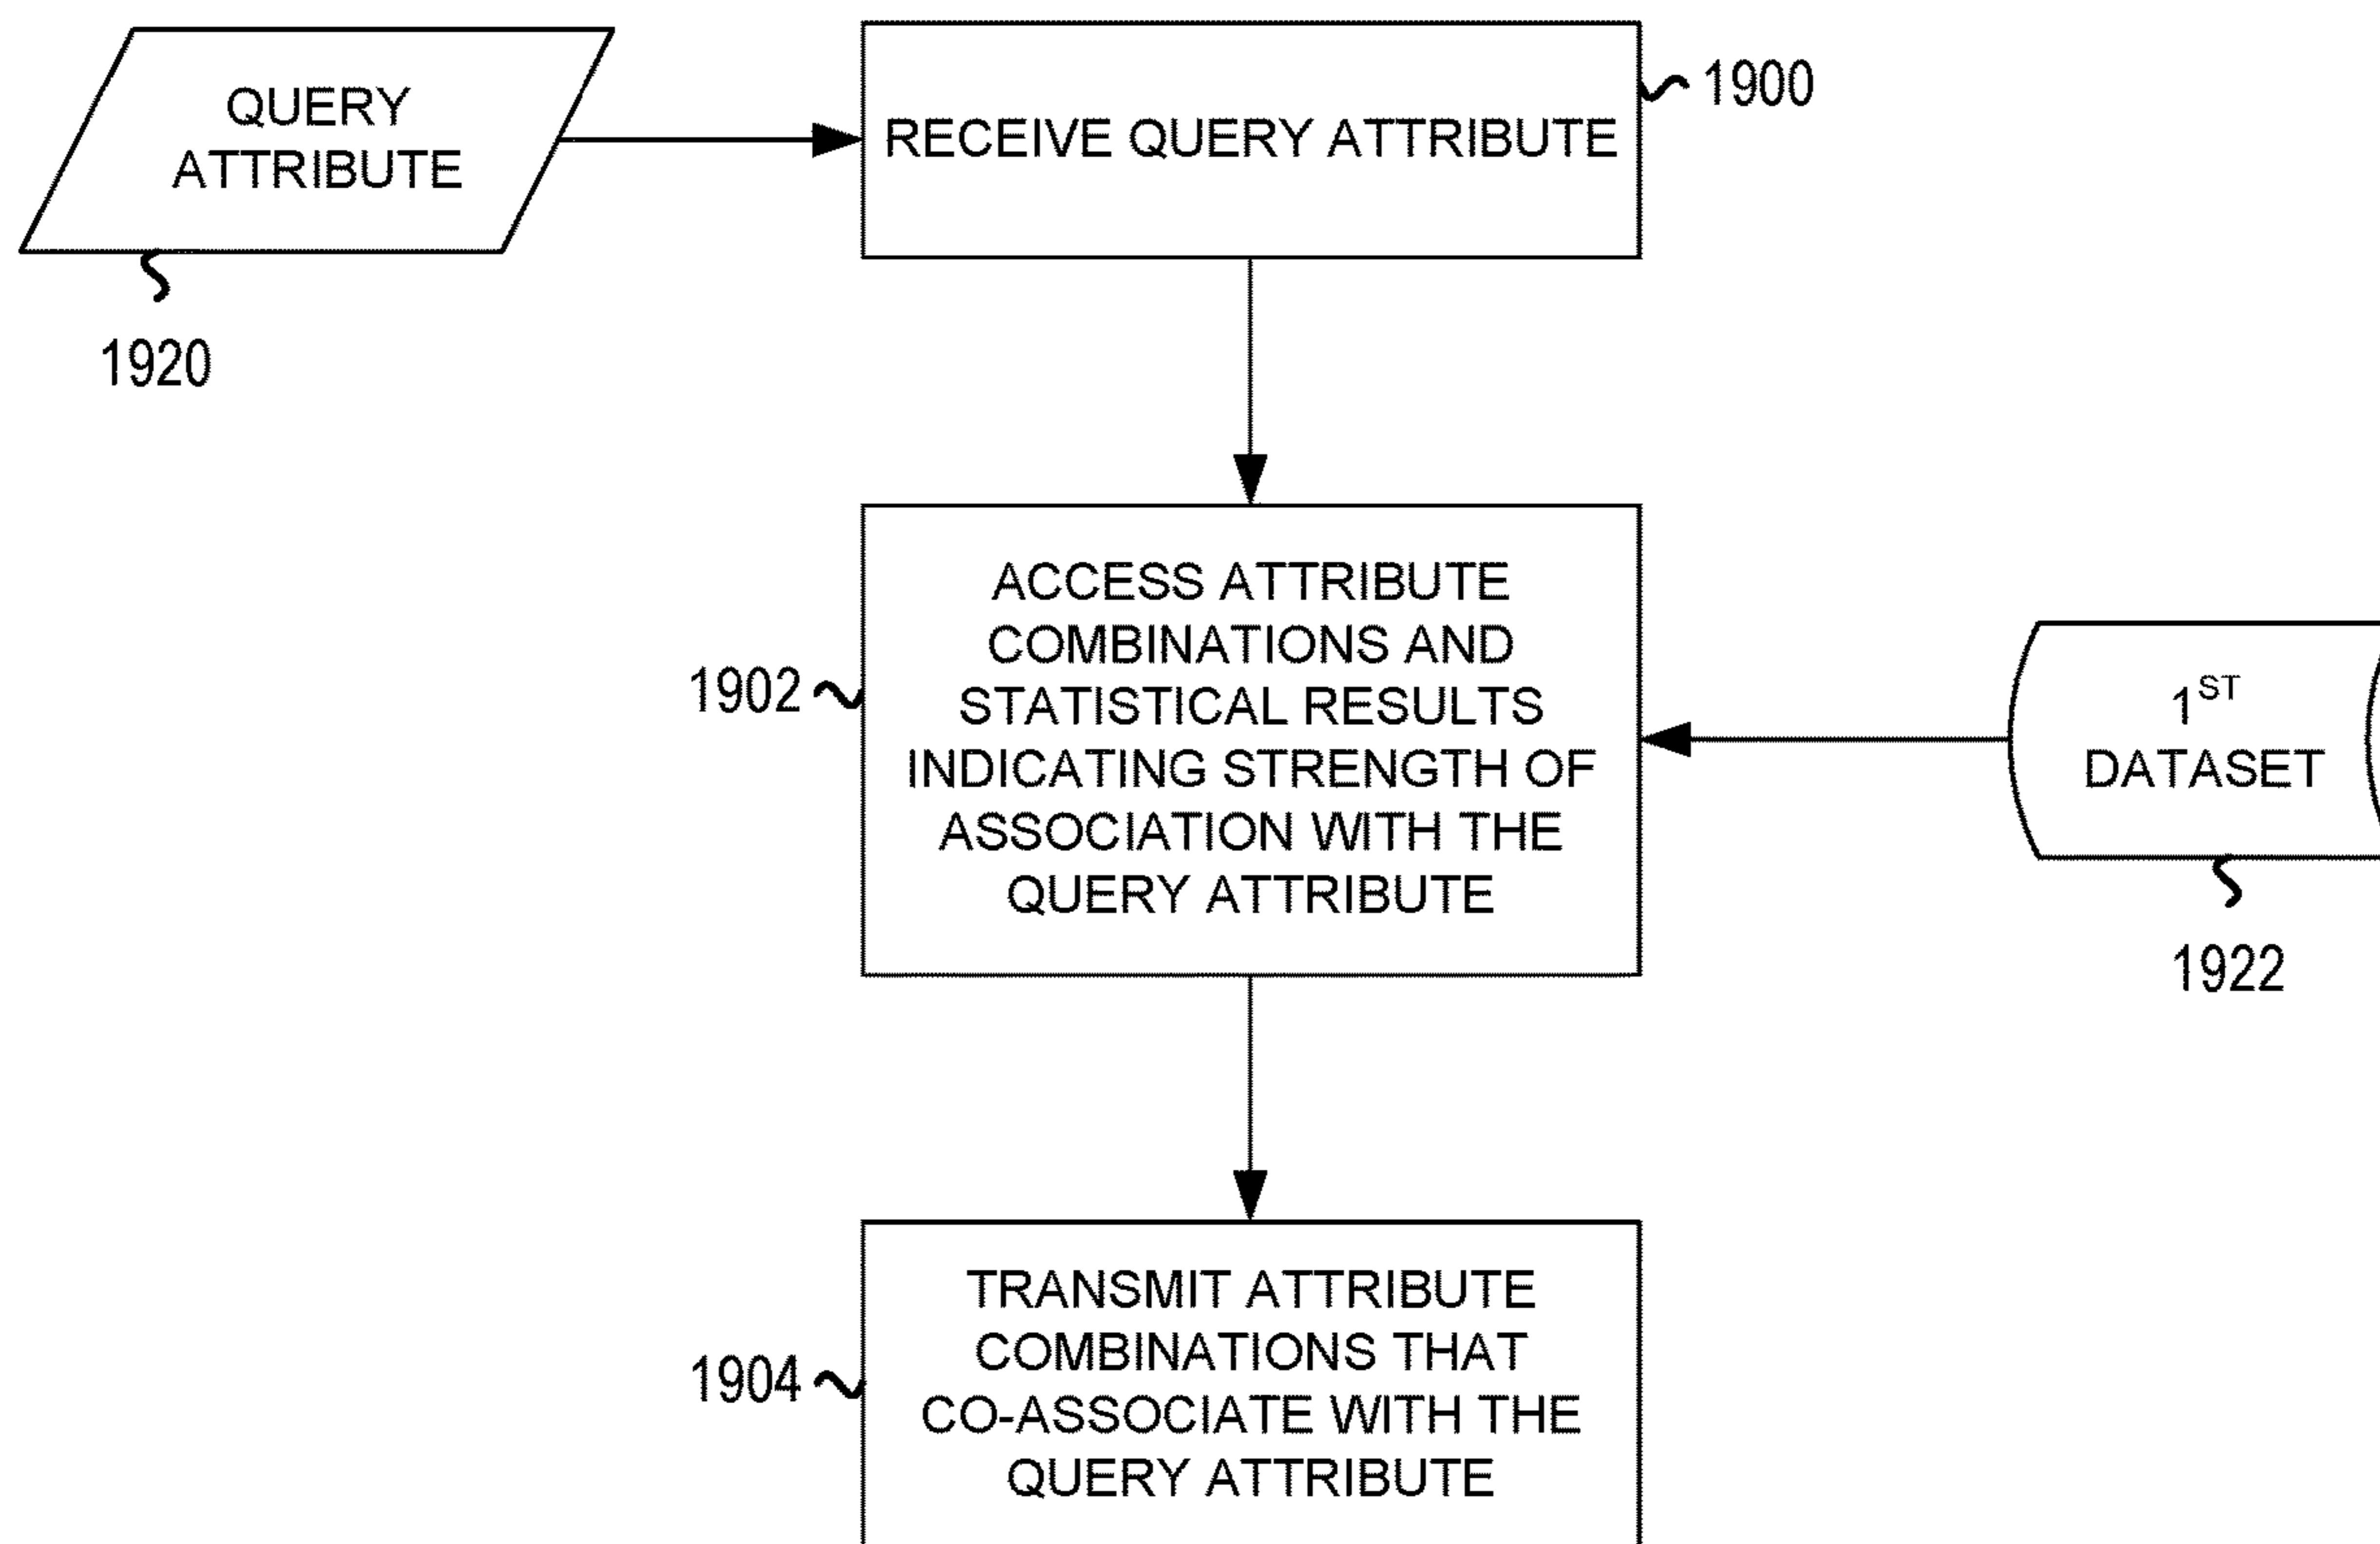 QUERY
ATTRIBUTE
1920
RECEIVE QUERY ATTRIBUTE
1900
ACCESS ATTRIBUTE
COMBINATIONS AND
STATISTICAL RESULTS
INDICATING STRENGTH OF
ASSOCIATION WITH THE
QUERY ATTRIBUTE
1902
1ST
DATASET
1922
TRANSMIT ATTRIBUTE
COMBINATIONS THAT
CO-ASSOCIATE WITH THE
QUERY ATTRIBUTE
1904